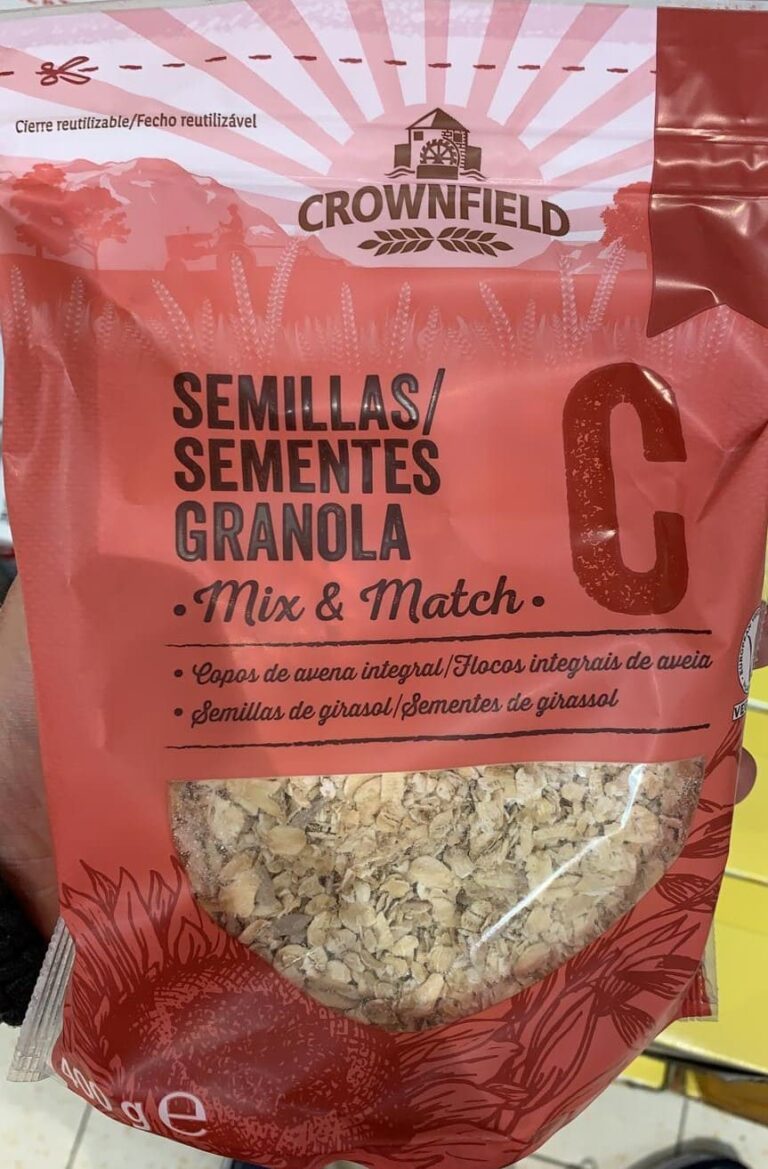 Cierre reutilizable/Fecho reutilizável
CROWNFIELD
SEMILLAS/
SEMENTES
GRANOLA
C
• Mix & Match •
• Copos de avena integral/Flocos integrais de aveia
• Semillas de girasol/Sementes de girassol
400 g e